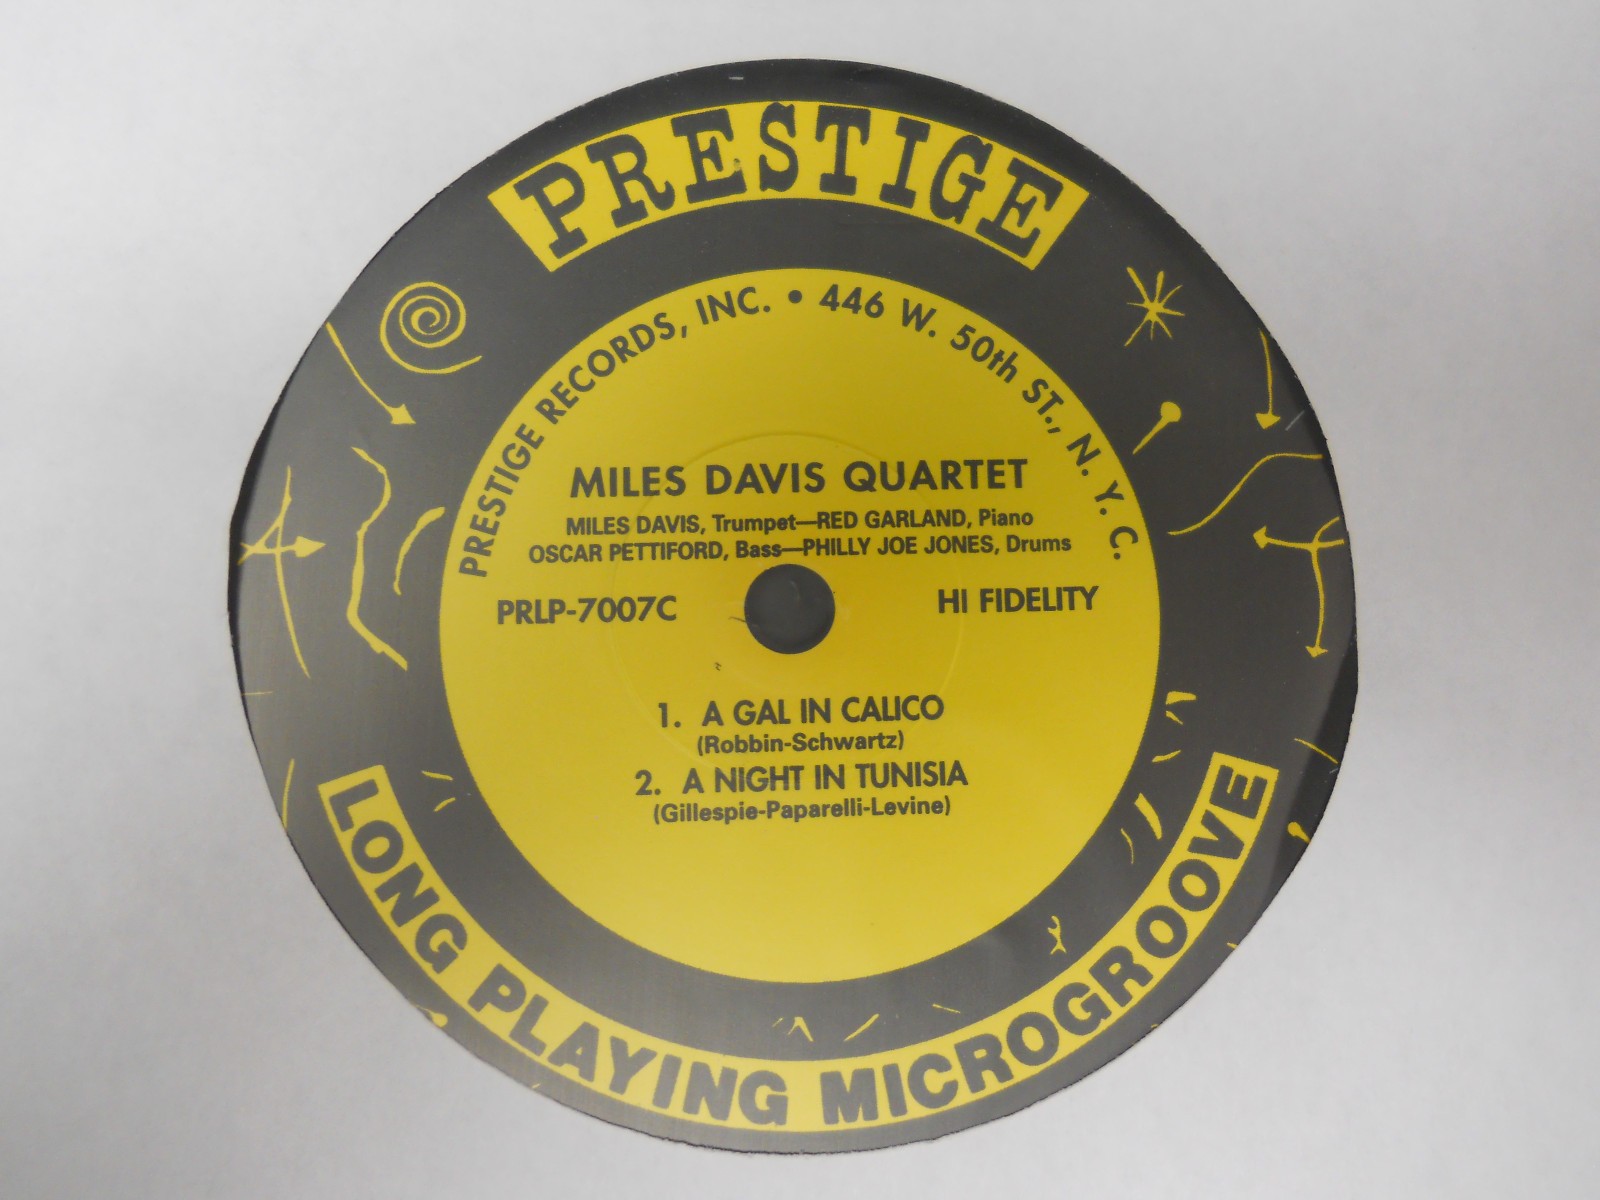 PRESTIGE
PRESTIGE RECORDS, INC. • 446 W. 50th ST., N. Y. C.
MILES DAVIS QUARTET
MILES DAVIS, Trumpet—RED GARLAND, Piano
OSCAR PETTIFORD, Bass—PHILLY JOE JONES, Drums
PRLP-7007C
HI FIDELITY
1. A GAL IN CALICO
(Robbin-Schwartz)
2. A NIGHT IN TUNISIA
(Gillespie-Paparelli-Levine)
LONG PLAYING MICROGROOVE